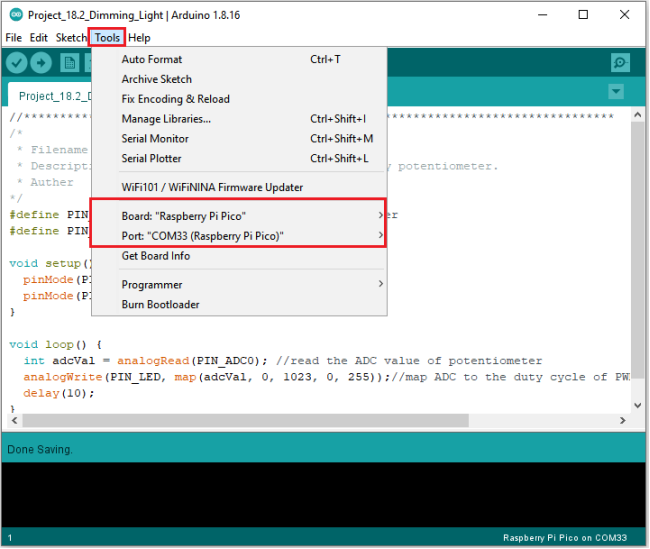 Project_18.2_Dimming_Light | Arduino 1.8.16
File Edit Sketch Tools Help
Auto Format Ctrl+T
Archive Sketch
Project_18.2_D
Fix Encoding & Reload
//**********
Manage Libraries... Ctrl+Shift+I
/*
Serial Monitor Ctrl+Shift+M
* Filename
Serial Plotter Ctrl+Shift+L
* Descripti
y potentiometer.
* Auther
WiFi101 / WiFiNINA Firmware Updater
*/
#define PIN_
Board: "Raspberry Pi Pico"
er
#define PIN_
Port: "COM33 (Raspberry Pi Pico)"
Get Board Info
void setup()
pinMode(PI
Programmer
pinMode(PI
Burn Bootloader
}
void loop() {
int adcVal = analogRead(PIN_ADC0); //read the ADC value of potentiometer
analogWrite(PIN_LED, map(adcVal, 0, 1023, 0, 255));//map ADC to the duty cycle of PW
delay(10);
}
Done Saving.
1 Raspberry Pi Pico on COM33